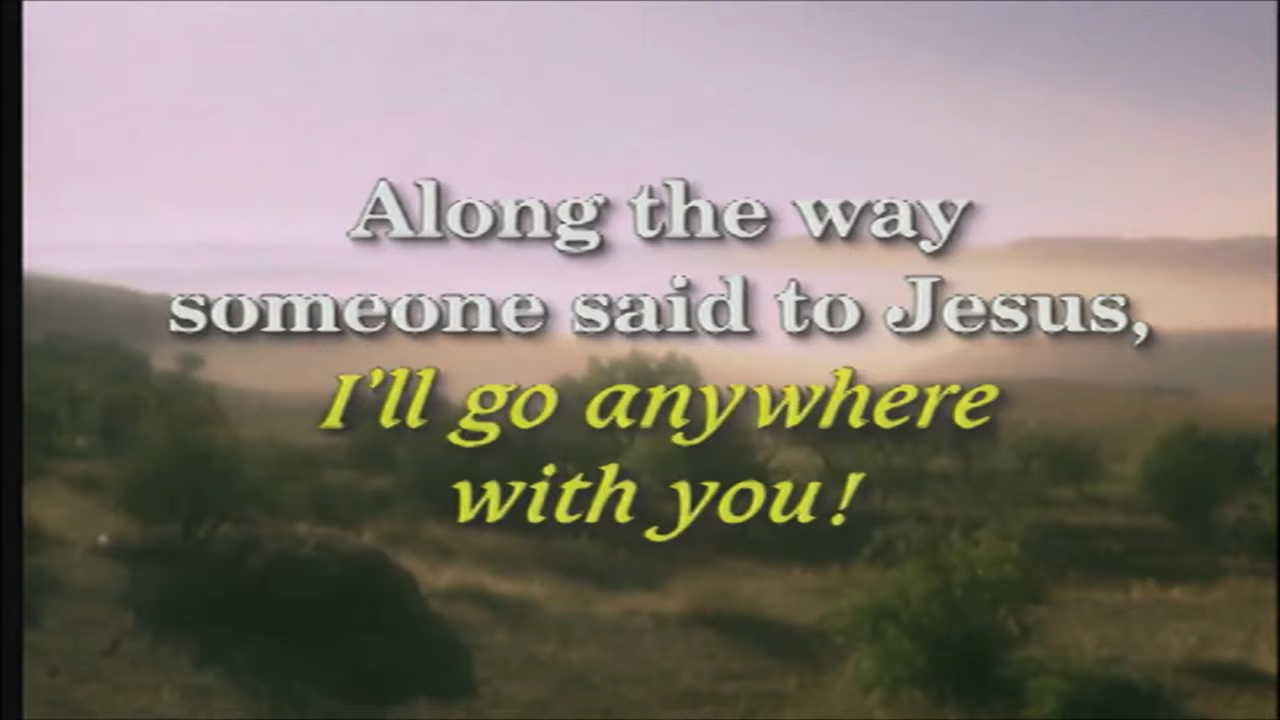 Along the way
someone said to Jesus,
I'll go anywhere
with you!